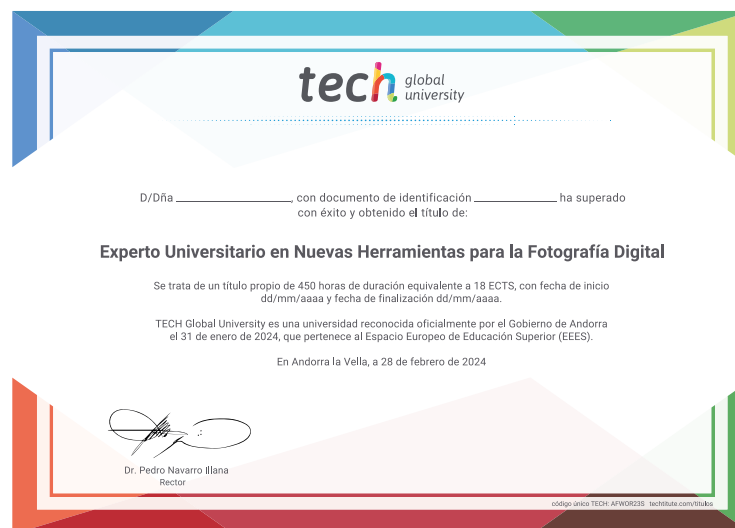 tech global
university
D/Dña ____________, con documento de identificación ____________ ha superado
con éxito y obtenido el título de:
Experto Universitario en Nuevas Herramientas para la Fotografía Digital
Se trata de un título propio de 450 horas de duración equivalente a 18 ECTS, con fecha de inicio
dd/mm/aaaa y fecha de finalización dd/mm/aaaa.
TECH Global University es una universidad reconocida oficialmente por el Gobierno de Andorra
el 31 de enero de 2024, que pertenece al Espacio Europeo de Educación Superior (EEES).
En Andorra la Vella, a 28 de febrero de 2024
Dr. Pedro Navarro Illana
Rector
código único TECH: AFWOR23S techtitute.com/títulos